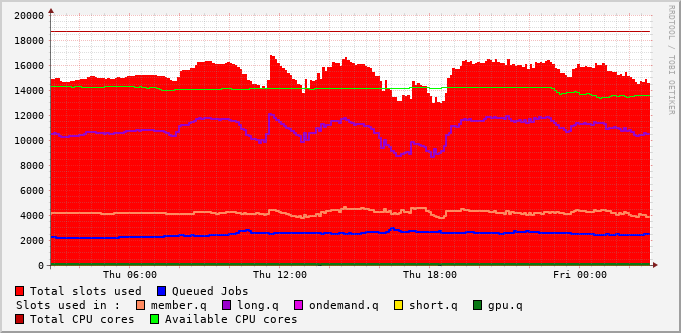 RRDTOOL / TOBI OETIKER
20000
18000
16000
14000
12000
10000
8000
6000
4000
2000
0
Thu 06:00 Thu 12:00 Thu 18:00 Fri 00:00
Total slots used Queued Jobs
Slots used in : member.q long.q ondemand.q short.q gpu.q
Total CPU cores Available CPU cores